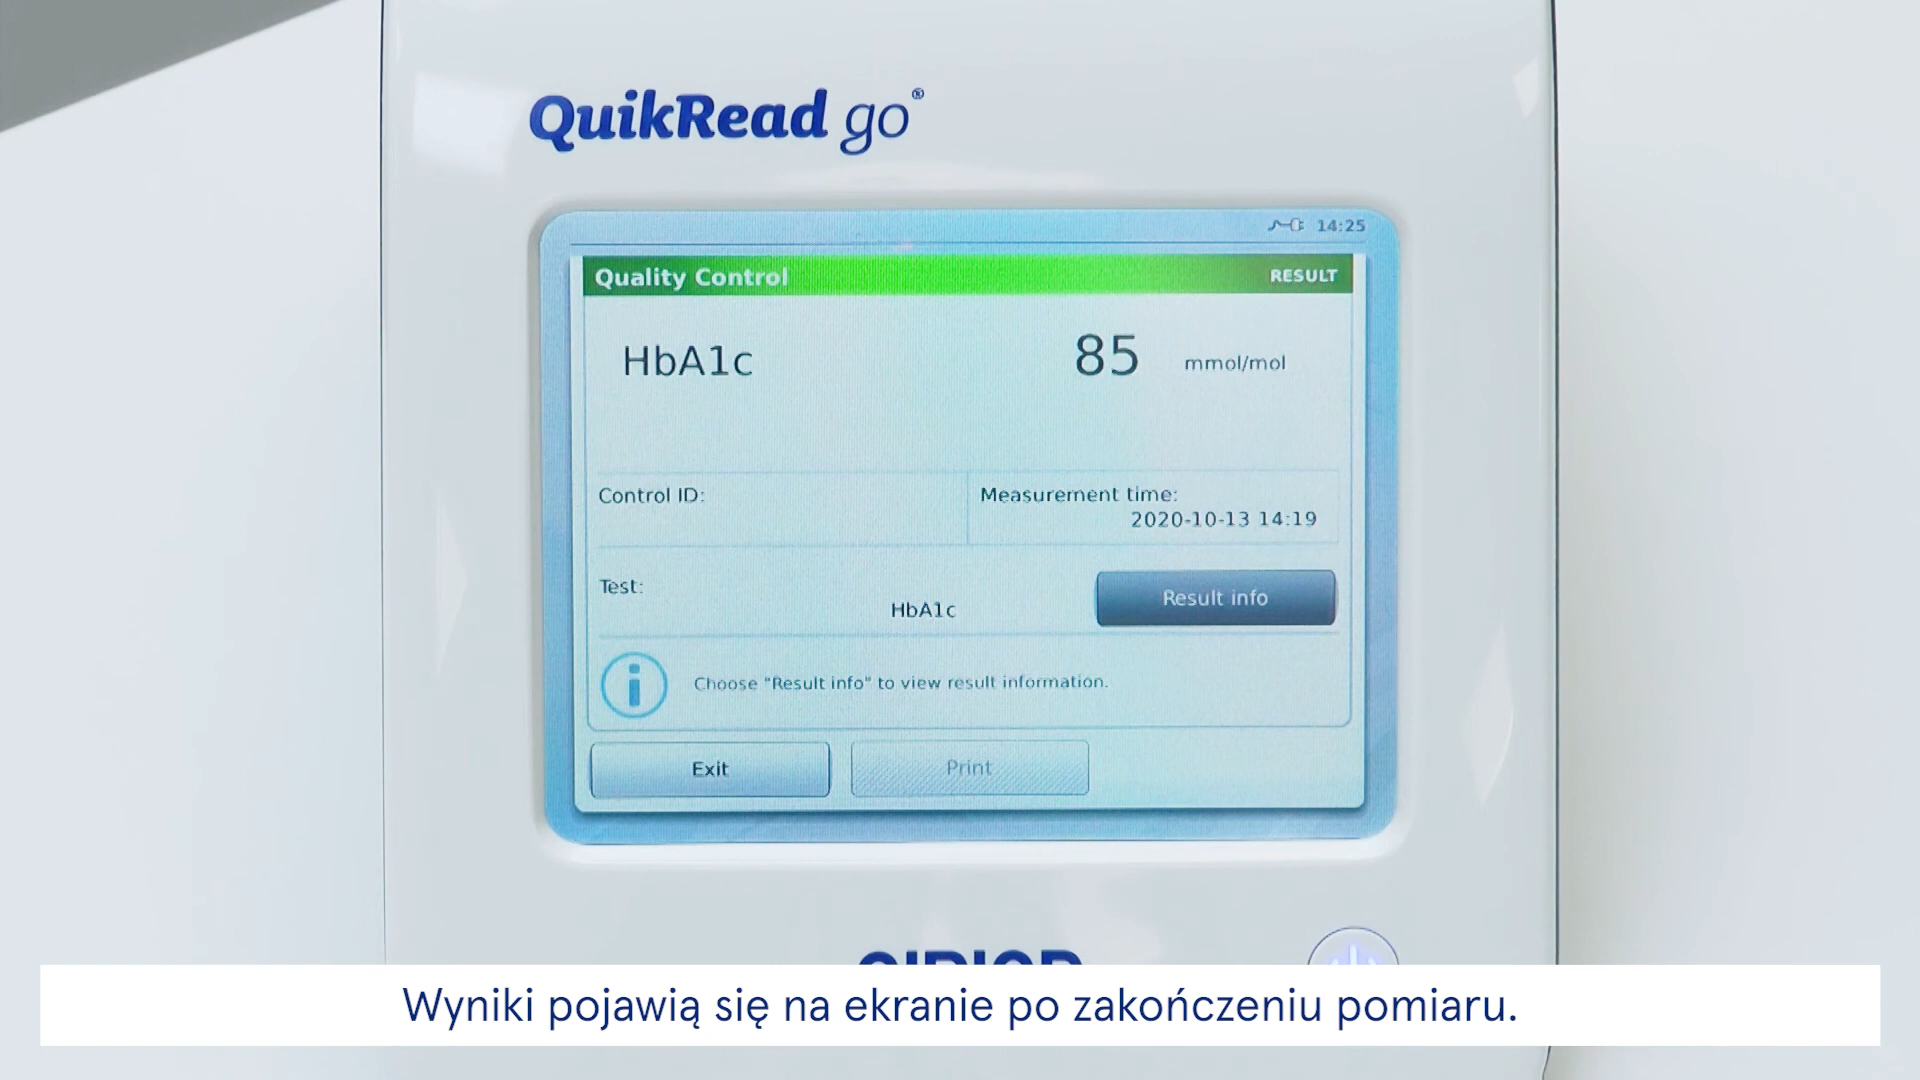 QuikRead go®
14:25
Quality Control RESULT
HbA1c 85 mmol/mol
Control ID: Measurement time:
2020-10-13 14:19
Test:
HbA1c
Result info
Choose "Result info" to view result information.
Exit Print
Wyniki pojawią się na ekranie po zakończeniu pomiaru.